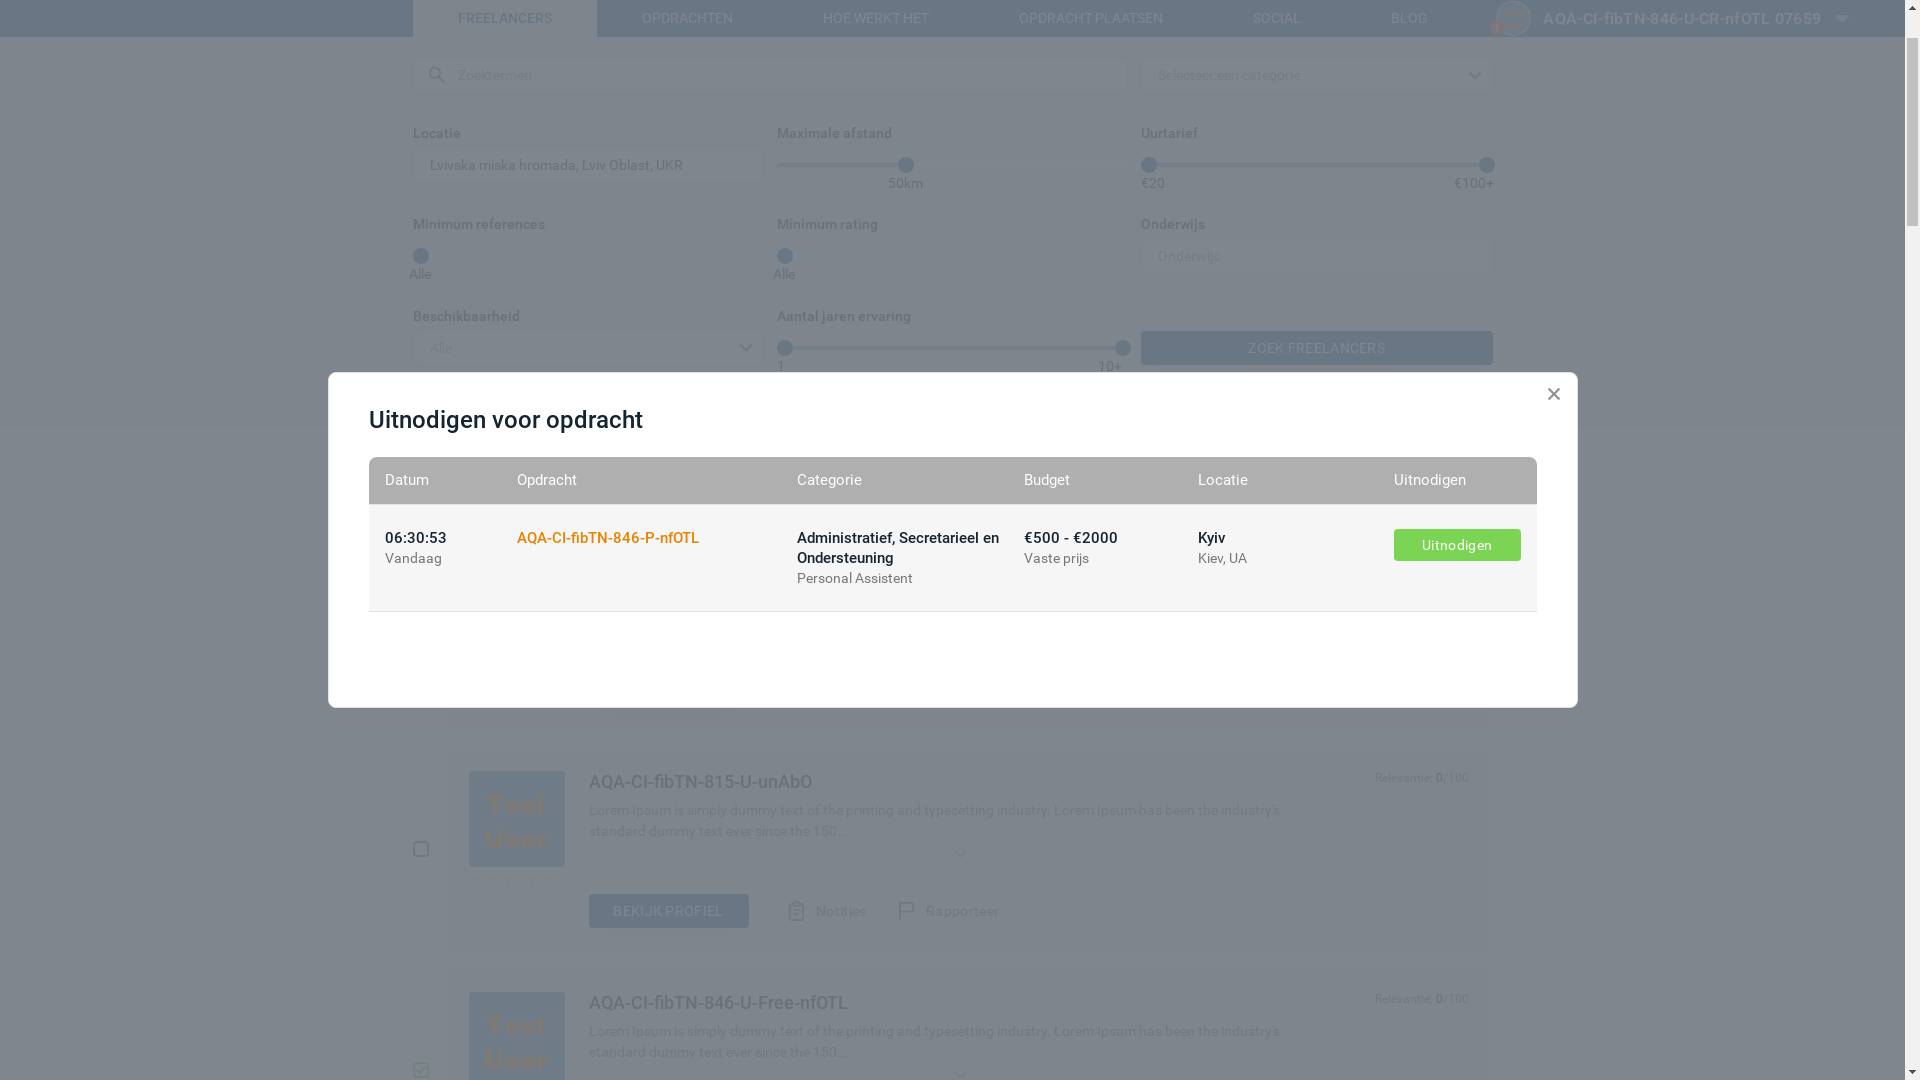 FREELANCERS OPDRACHTEN HOE WERKT HET OPDRACHT PLAATSEN SOCIAL BLOG AQA-CI-fibTN-846-U-CR-nfOTL 07659
Zoektermen Selecteer een categorie
Locatie Maximale afstand Uurtarief
Lvivska miska hromada, Lviv Oblast, UKR
50km €20 €100+
Minimum references Minimum rating Onderwijs
Onderwijs
Alle Alle
Beschikbaarheid Aantal jaren ervaring
Alle ZOEK FREELANCERS
1 10+
Uitnodigen voor opdracht
Datum Opdracht Categorie Budget Locatie Uitnodigen
06:30:53 AQA-CI-fibTN-846-P-nfOTL Administratief, Secretarieel en €500 - €2000 Kyiv Uitnodigen
Vandaag Ondersteuning Vaste prijs Kiev, UA
Personal Assistent
AQA-CI-fibTN-815-U-unAbO Relevantie: 0/100
Lorem Ipsum is simply dummy text of the printing and typesetting industry. Lorem Ipsum has been the industry's
standard dummy text ever since the 150...
Test
User
BEKIJK PROFIEL Notities Rapporteer
AQA-CI-fibTN-846-U-Free-nfOTL Relevantie: 0/100
Lorem Ipsum is simply dummy text of the printing and typesetting industry. Lorem Ipsum has been the industry's
standard dummy text ever since the 150...
Test
User